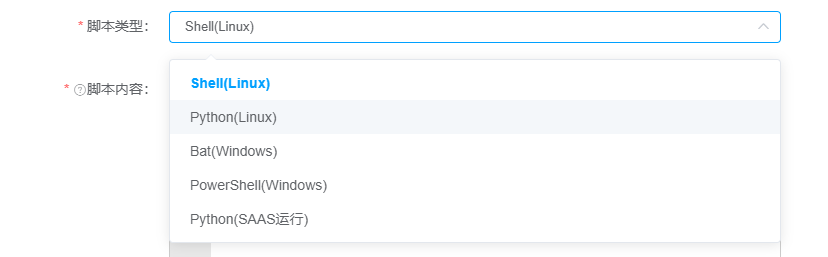 * 脚本类型: Shell(Linux)
* ?脚本内容:
Shell(Linux)
Python(Linux)
Bat(Windows)
PowerShell(Windows)
Python(SAAS运行)